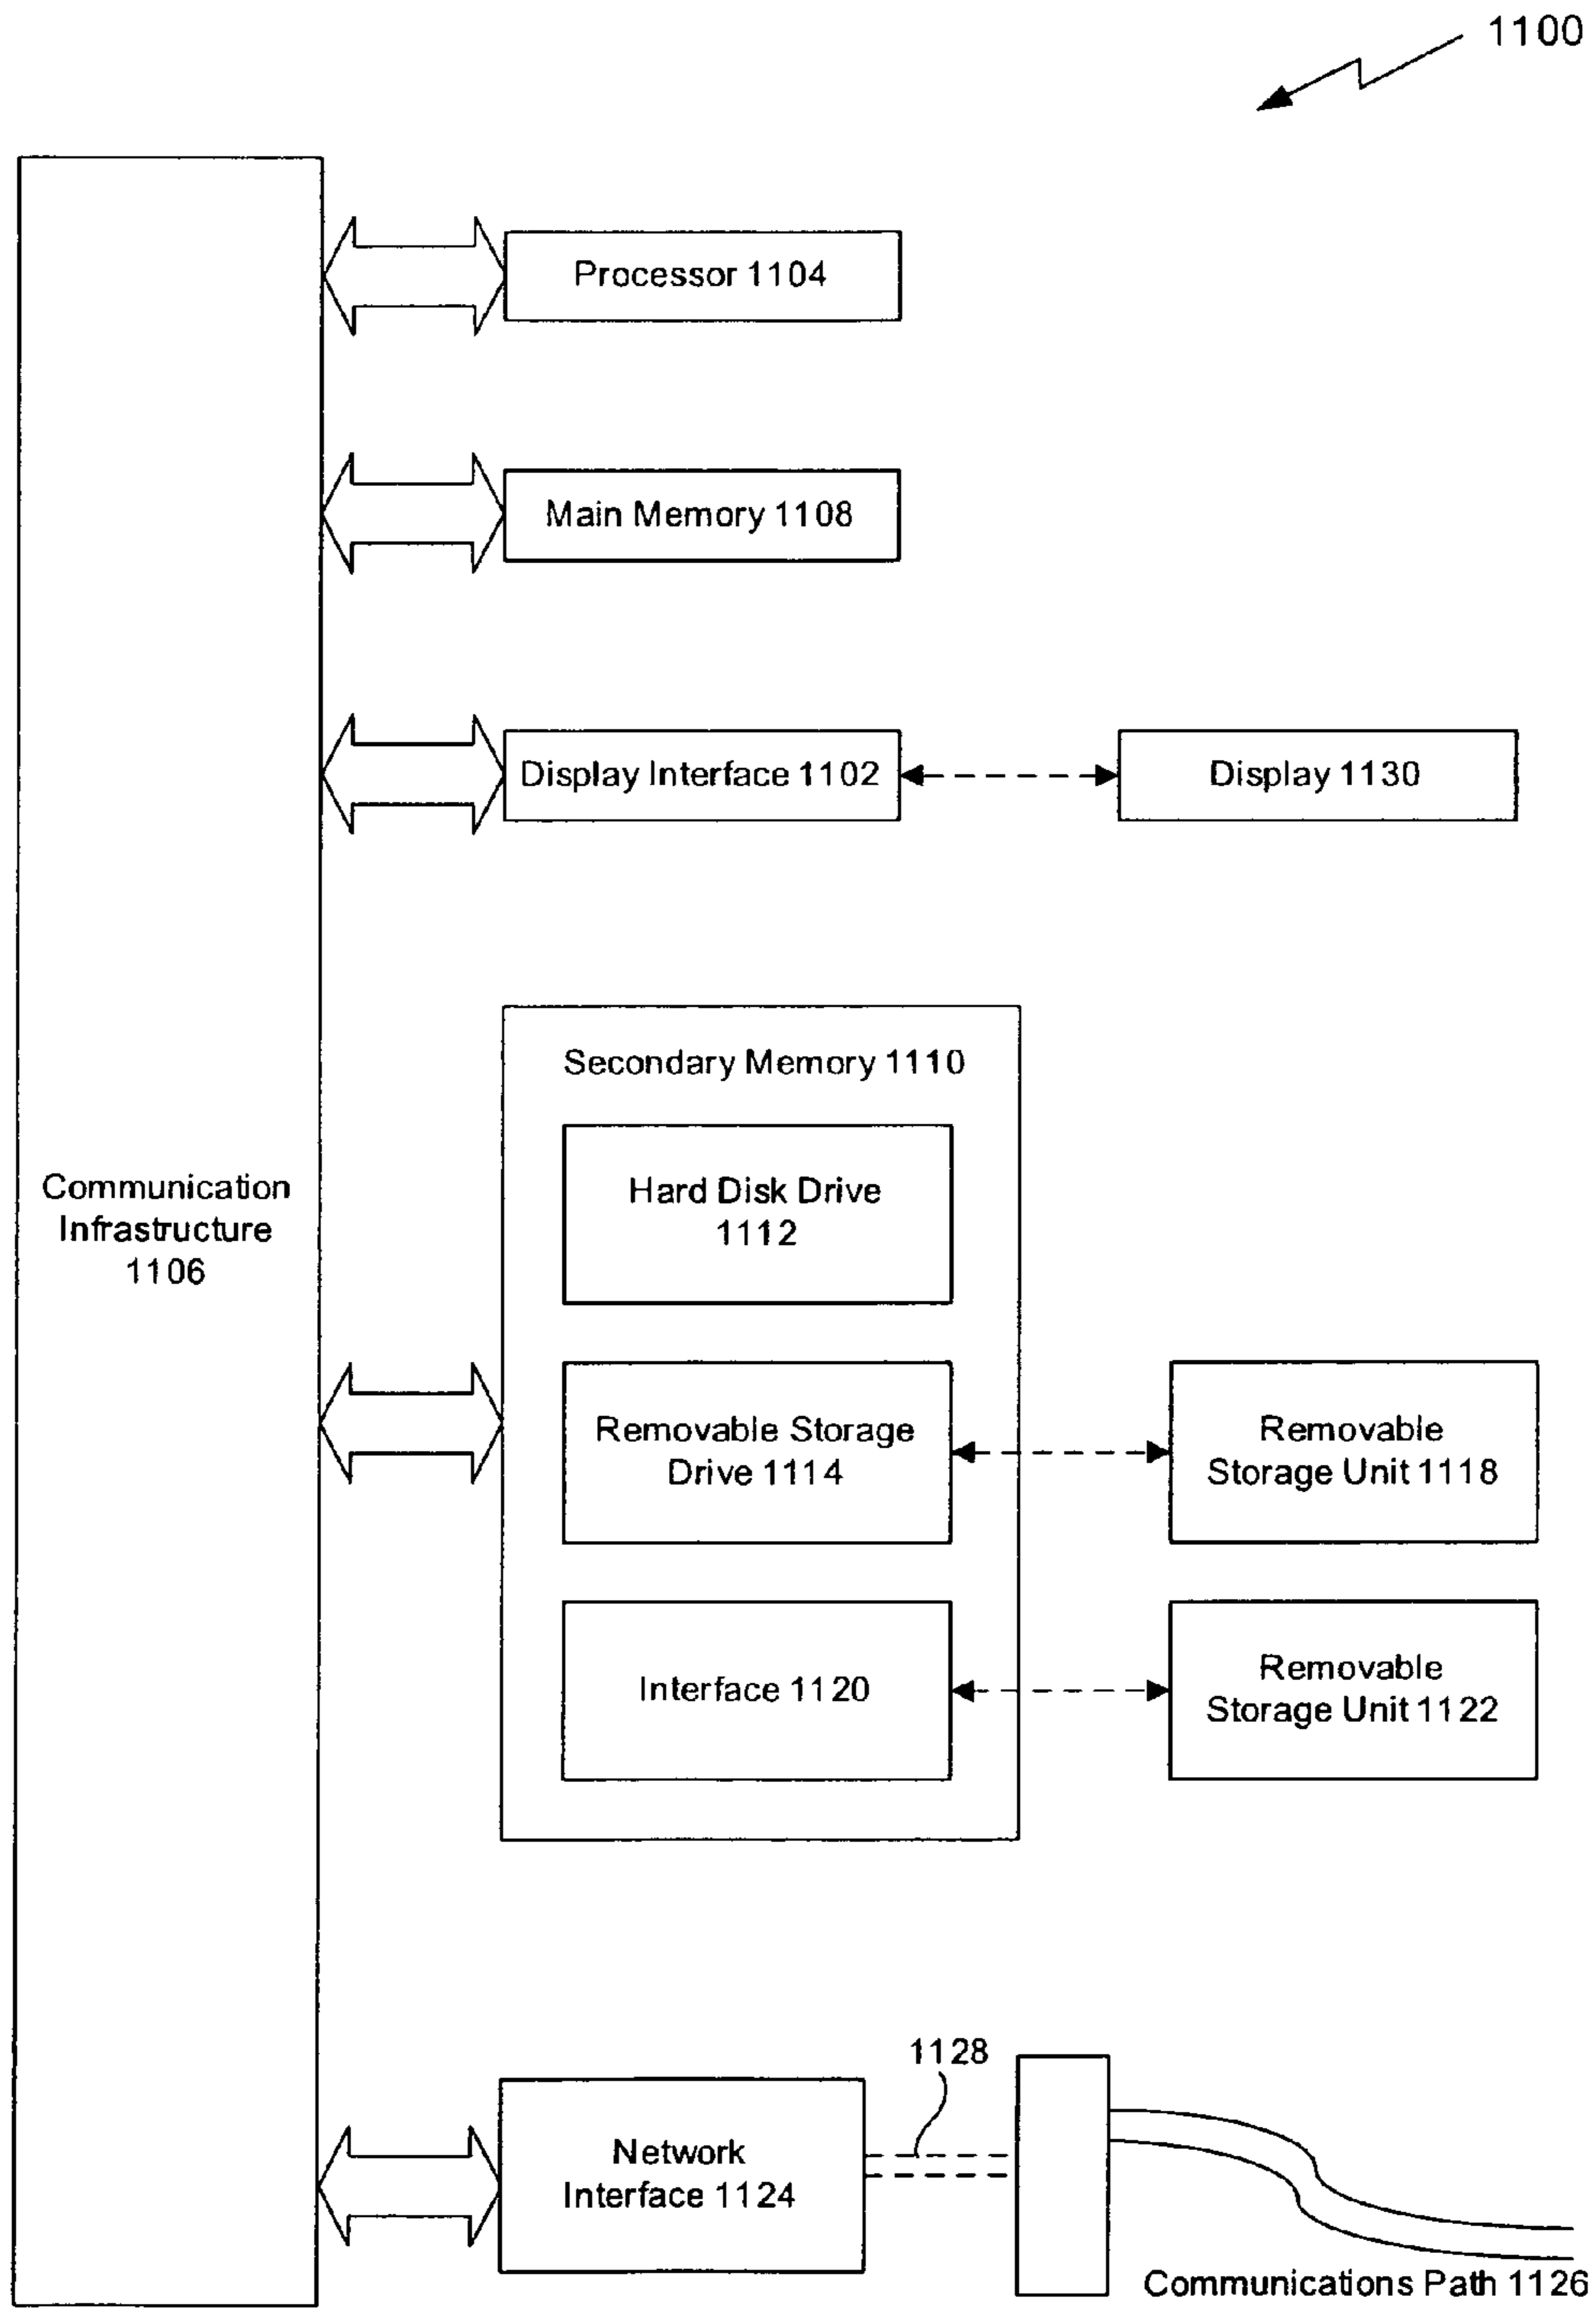 1100
Processor 1104
Main Memory 1108
Display Interface 1102
Display 1130
Secondary Memory 1110
Hard Disk Drive
1112
Communication
Infrastructure
1106
Removable Storage
Drive 1114
Removable
Storage Unit 1118
Interface 1120
Removable
Storage Unit 1122
1128
Network
Interface 1124
Communications Path 1126